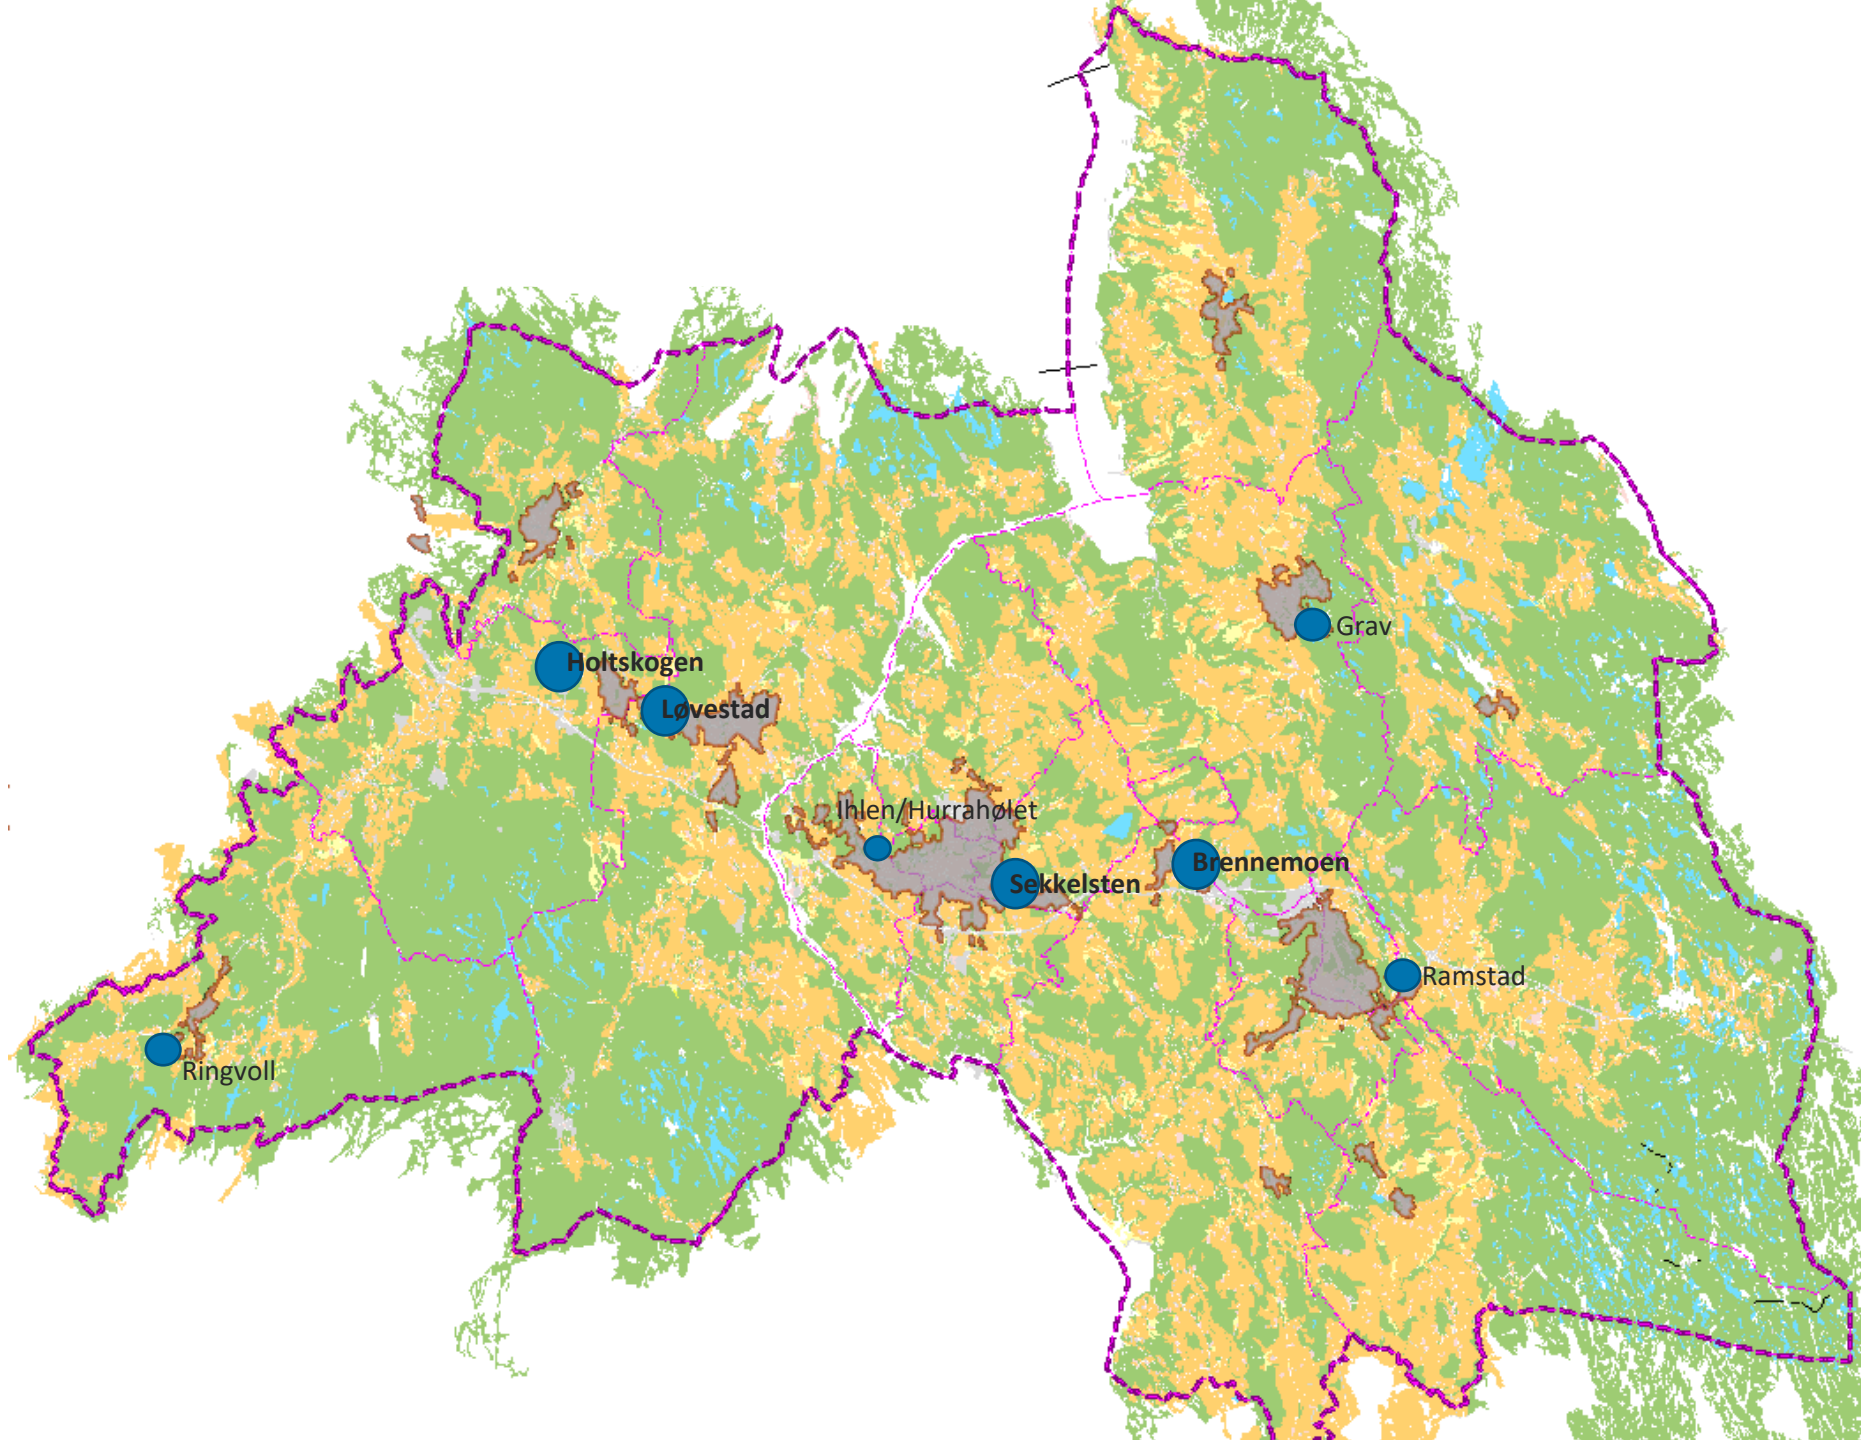 Grav
Holtskogen
Løvestad
Ihlen/Hurrahølet
Brennemoen
Sekkelsten
Ramstad
Ringvoll